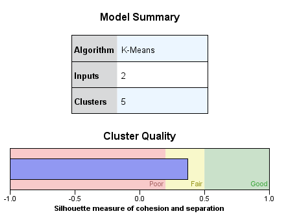 Model Summary
Algorithm K-Means
Inputs 2
Clusters 5
Cluster Quality
Poor Fair Good
-1.0 -0.5 0.0 0.5 1.0
Silhouette measure of cohesion and separation